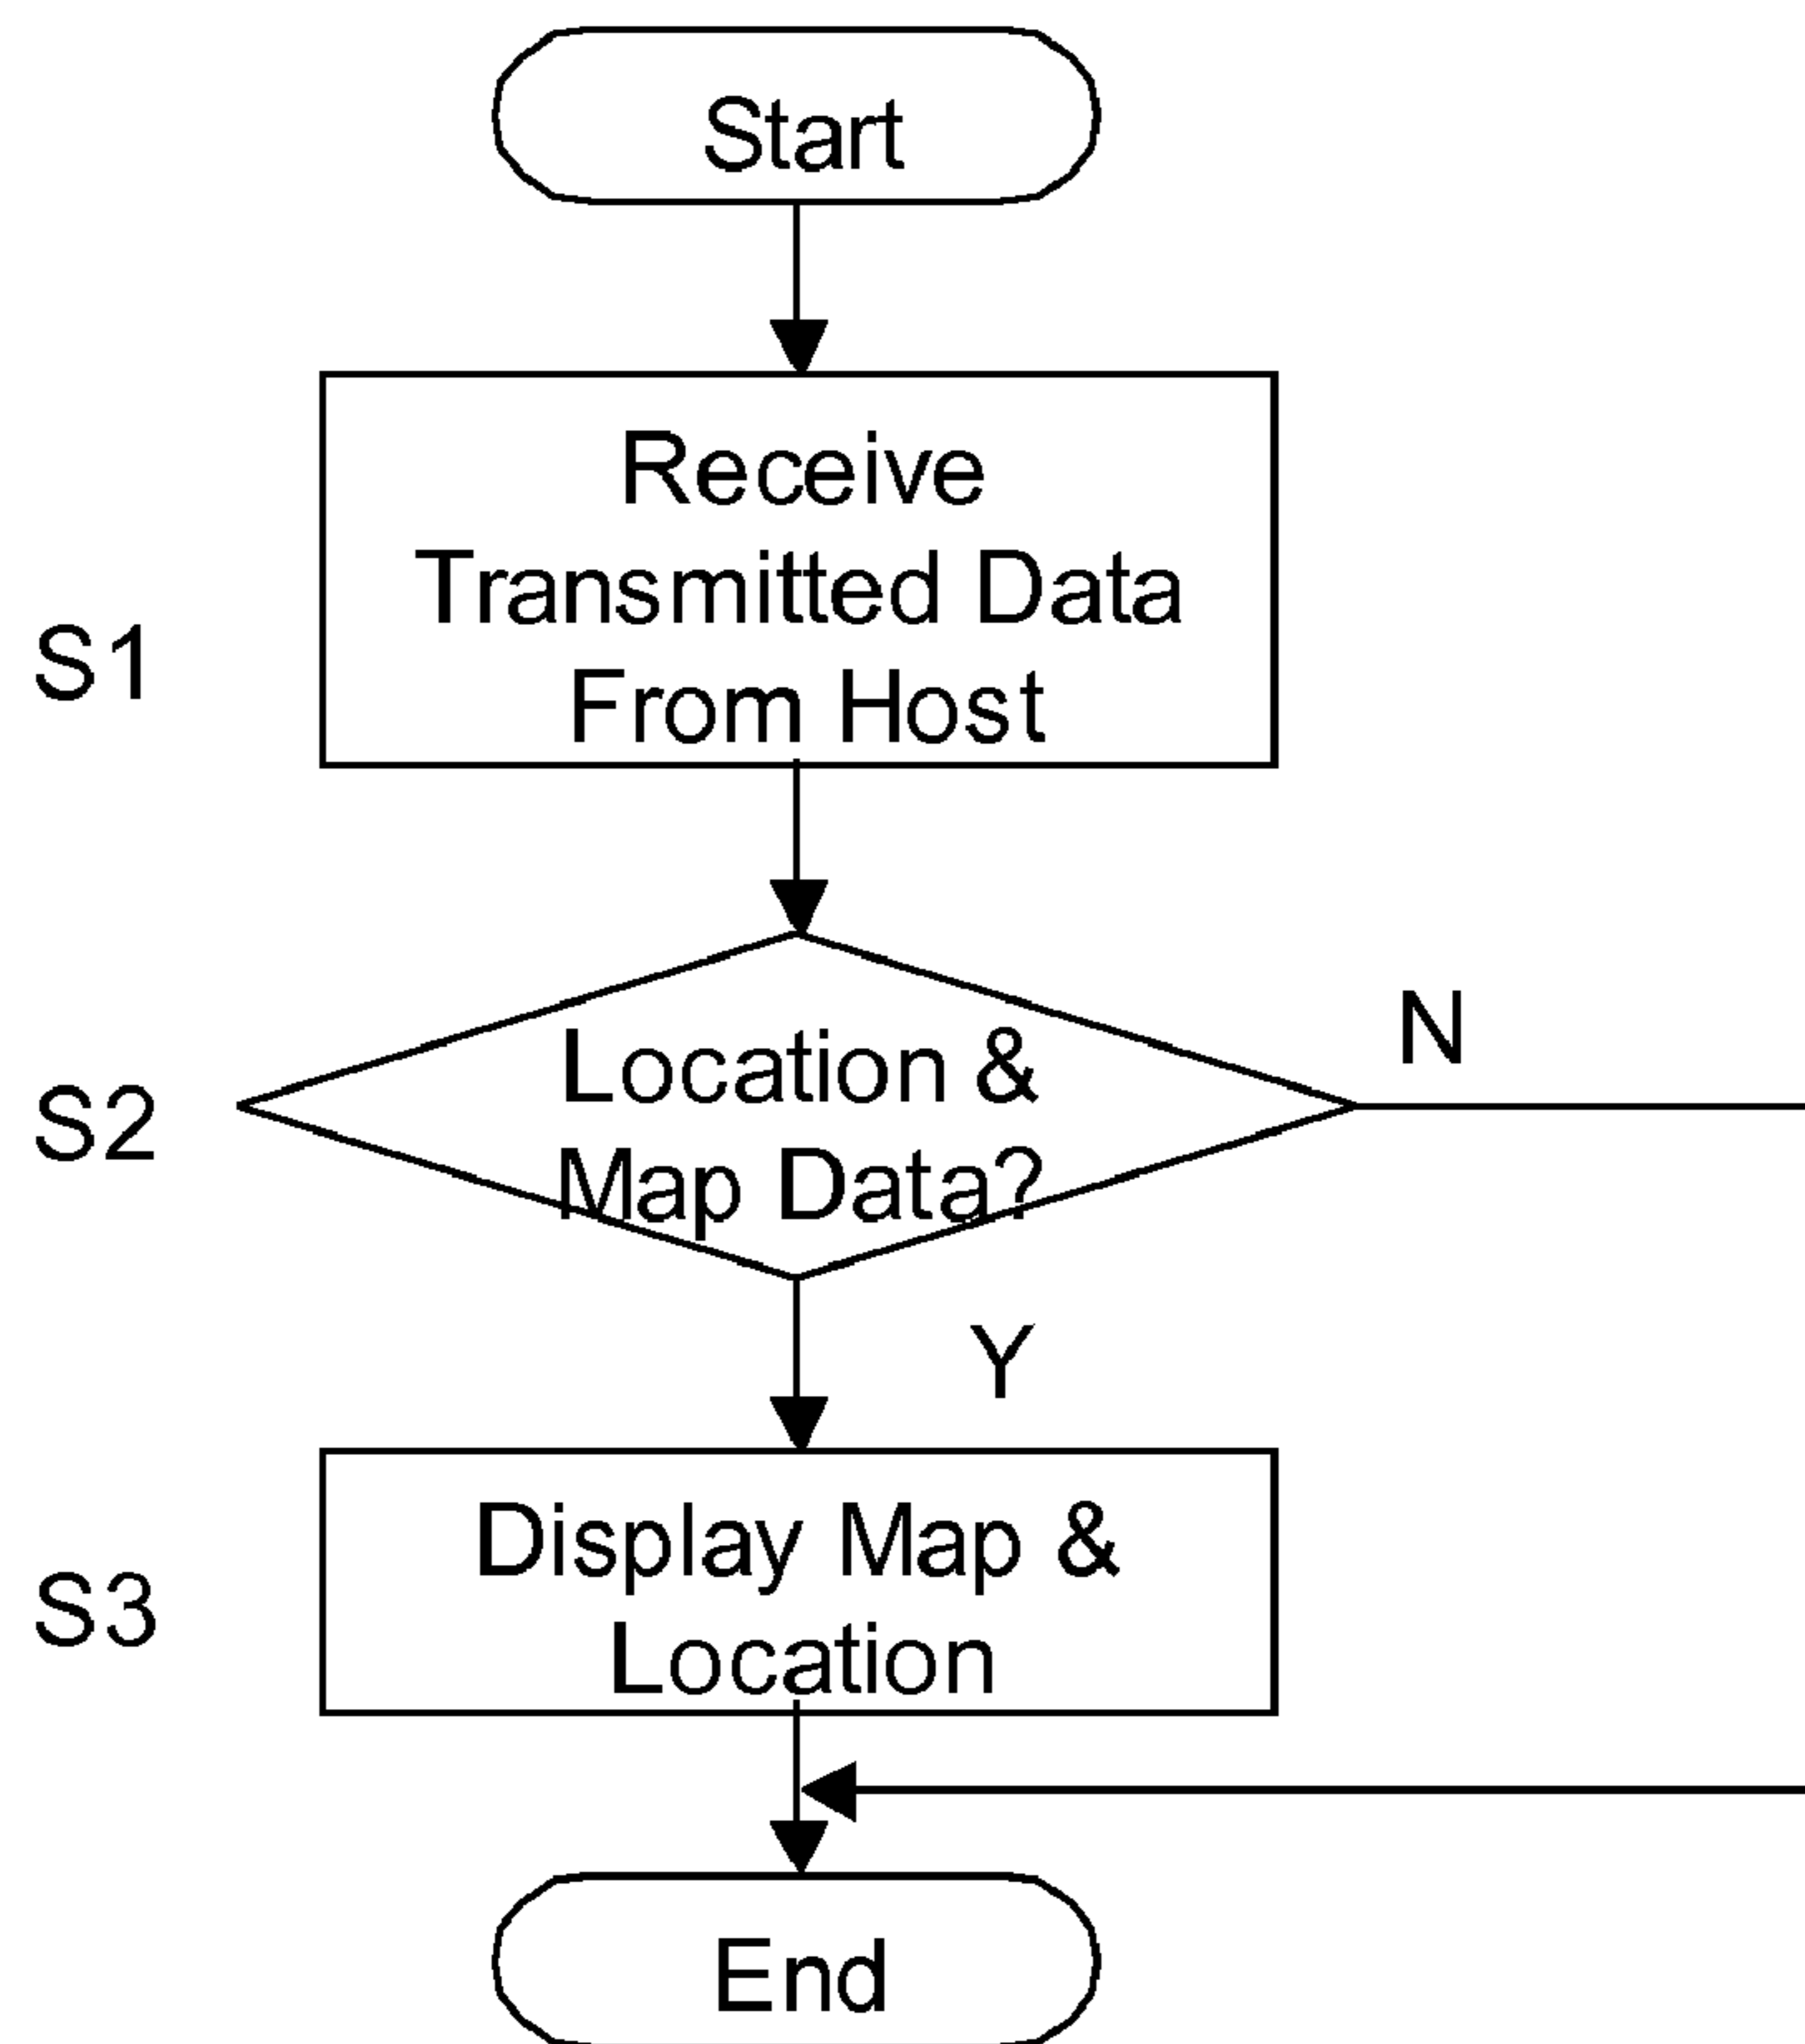 Start
Receive
Transmitted Data
From Host
S1
Location &
Map Data?
N
S2
Y
Display Map &
Location
S3
End